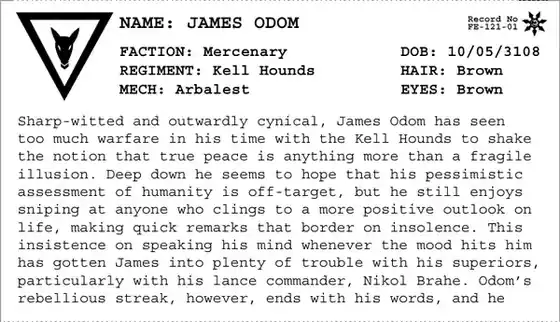 NAME: JAMES ODOM
Record No
FE-121-01
FACTION: Mercenary
DOB: 10/05/3108
REGIMENT: Kell Hounds
HAIR: Brown
MECH: Arbalest
EYES: Brown
Sharp-witted and outwardly cynical, James Odom has seen
too much warfare in his time with the Kell Hounds to shake
the notion that true peace is anything more than a fragile
illusion. Deep down he seems to hope that his pessimistic
assessment of humanity is off-target, but he still enjoys
sniping at anyone who clings to a more positive outlook on
life, making quick remarks that border on insolence. This
insistence on speaking his mind whenever the mood hits him
has gotten James into plenty of trouble with his superiors,
particularly with his lance commander, Nikol Brahe. Odom’s
rebellious streak, however, ends with his words, and he